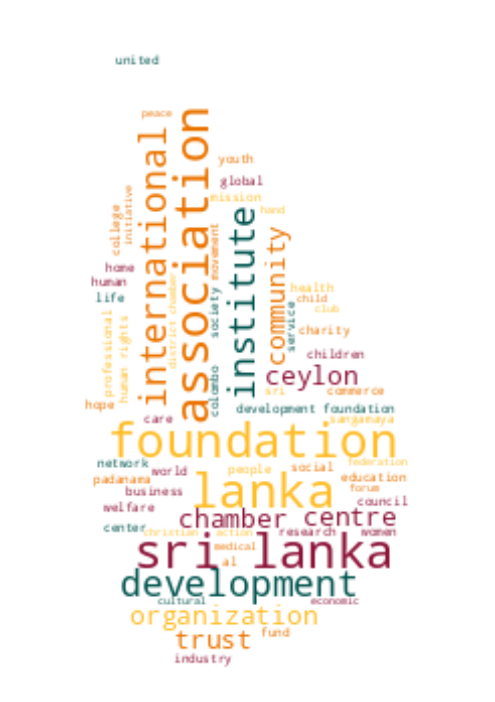 united
peace
association
international
youth
global
mission
hand
college
initiative
institute
community
movement
home
human
life
district chamber
society
service
health
child
club
professional
human rights
charity
children
colombo
ceylon
sri
commerce
hope
development foundation
care
sangamaya
foundation
network
world
people
social
federation
padanama
lanka
education
business
forum
welfare
council
chamber
centre
center
christian
action
research
women
sri lanka
medical
al
development
cultural
economic
organization
trust
fund
industry